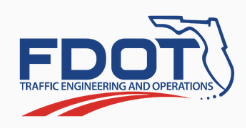 FDOT
TRAFFIC ENGINEERING AND OPERATIONS